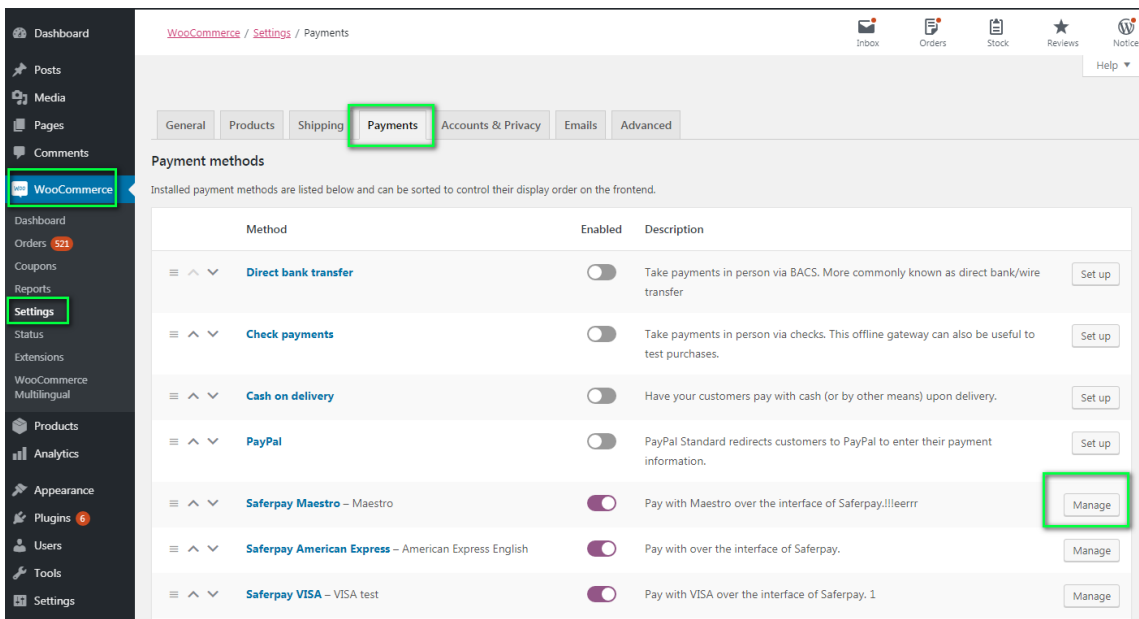 Dashboard
Posts
Media
Pages
Comments
WooCommerce
Dashboard
Orders 521
Coupons
Reports
Settings
Status
Extensions
WooCommerce
Multilingual
Products
Analytics
Appearance
Plugins 6
Users
Tools
Settings
WooCommerce / Settings / Payments
Inbox
Orders
Stock
Reviews
Notice
Help
General
Products
Shipping
Payments
Accounts & Privacy
Emails
Advanced
Payment methods
Installed payment methods are listed below and can be sorted to control their display order on the frontend.
Method Enabled Description
Direct bank transfer
Take payments in person via BACS. More commonly known as direct bank/wire
transfer
Set up
Check payments
Take payments in person via checks. This offline gateway can also be useful to
test purchases.
Set up
Cash on delivery
Have your customers pay with cash (or by other means) upon delivery.
Set up
PayPal
PayPal Standard redirects customers to PayPal to enter their payment
information.
Set up
Saferpay Maestro – Maestro
Pay with Maestro over the interface of Saferpay.!!!eerrr
Manage
Saferpay American Express – American Express English
Pay with over the interface of Saferpay.
Manage
Saferpay VISA – VISA test
Pay with VISA over the interface of Saferpay. 1
Manage